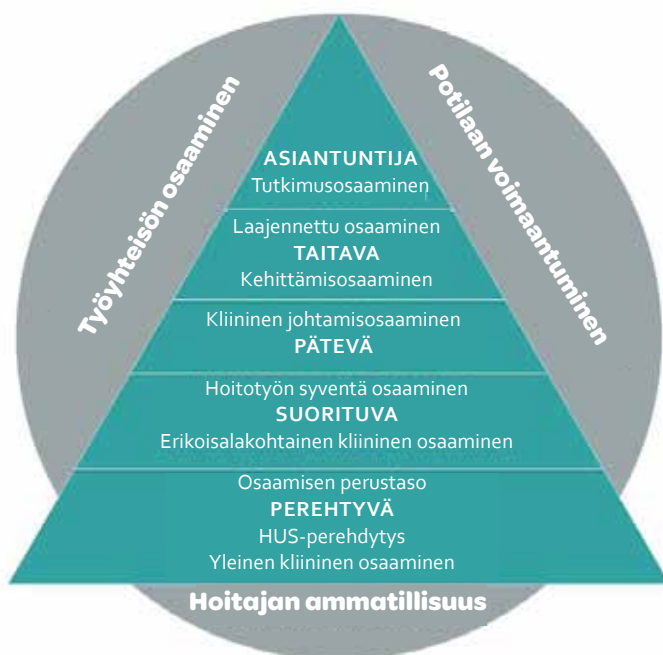 Työyhteisön osaaminen
Potilaan voimaantuminen
ASIANTUNTIJA
Tutkimusosaaminen
Laajennettu osaaminen
TAITAVA
Kehittämisosaaminen
Kliininen johtamisosaaminen
PÄTEVÄ
Hoitotyön syventä osaaminen
SUORITUVA
Erikoisalakohtainen kliininen osaaminen
Osaamisen perustaso
PEREHTYVÄ
HUS-perehdytys
Yleinen kliininen osaaminen
Hoitajan ammatillisuus